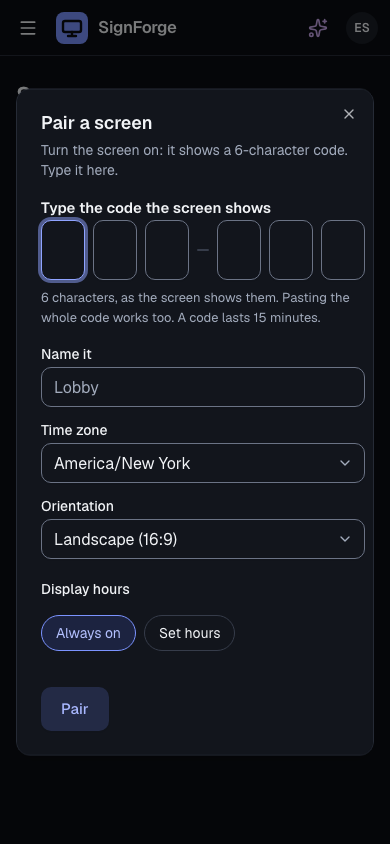 SignForge
ES
Pair a screen
Turn the screen on: it shows a 6-character code.
Type it here.
Type the code the screen shows
–
6 characters, as the screen shows them. Pasting the
whole code works too. A code lasts 15 minutes.
Name it
Lobby
Time zone
America/New York
Orientation
Landscape (16:9)
Display hours
Always on
Set hours
Pair